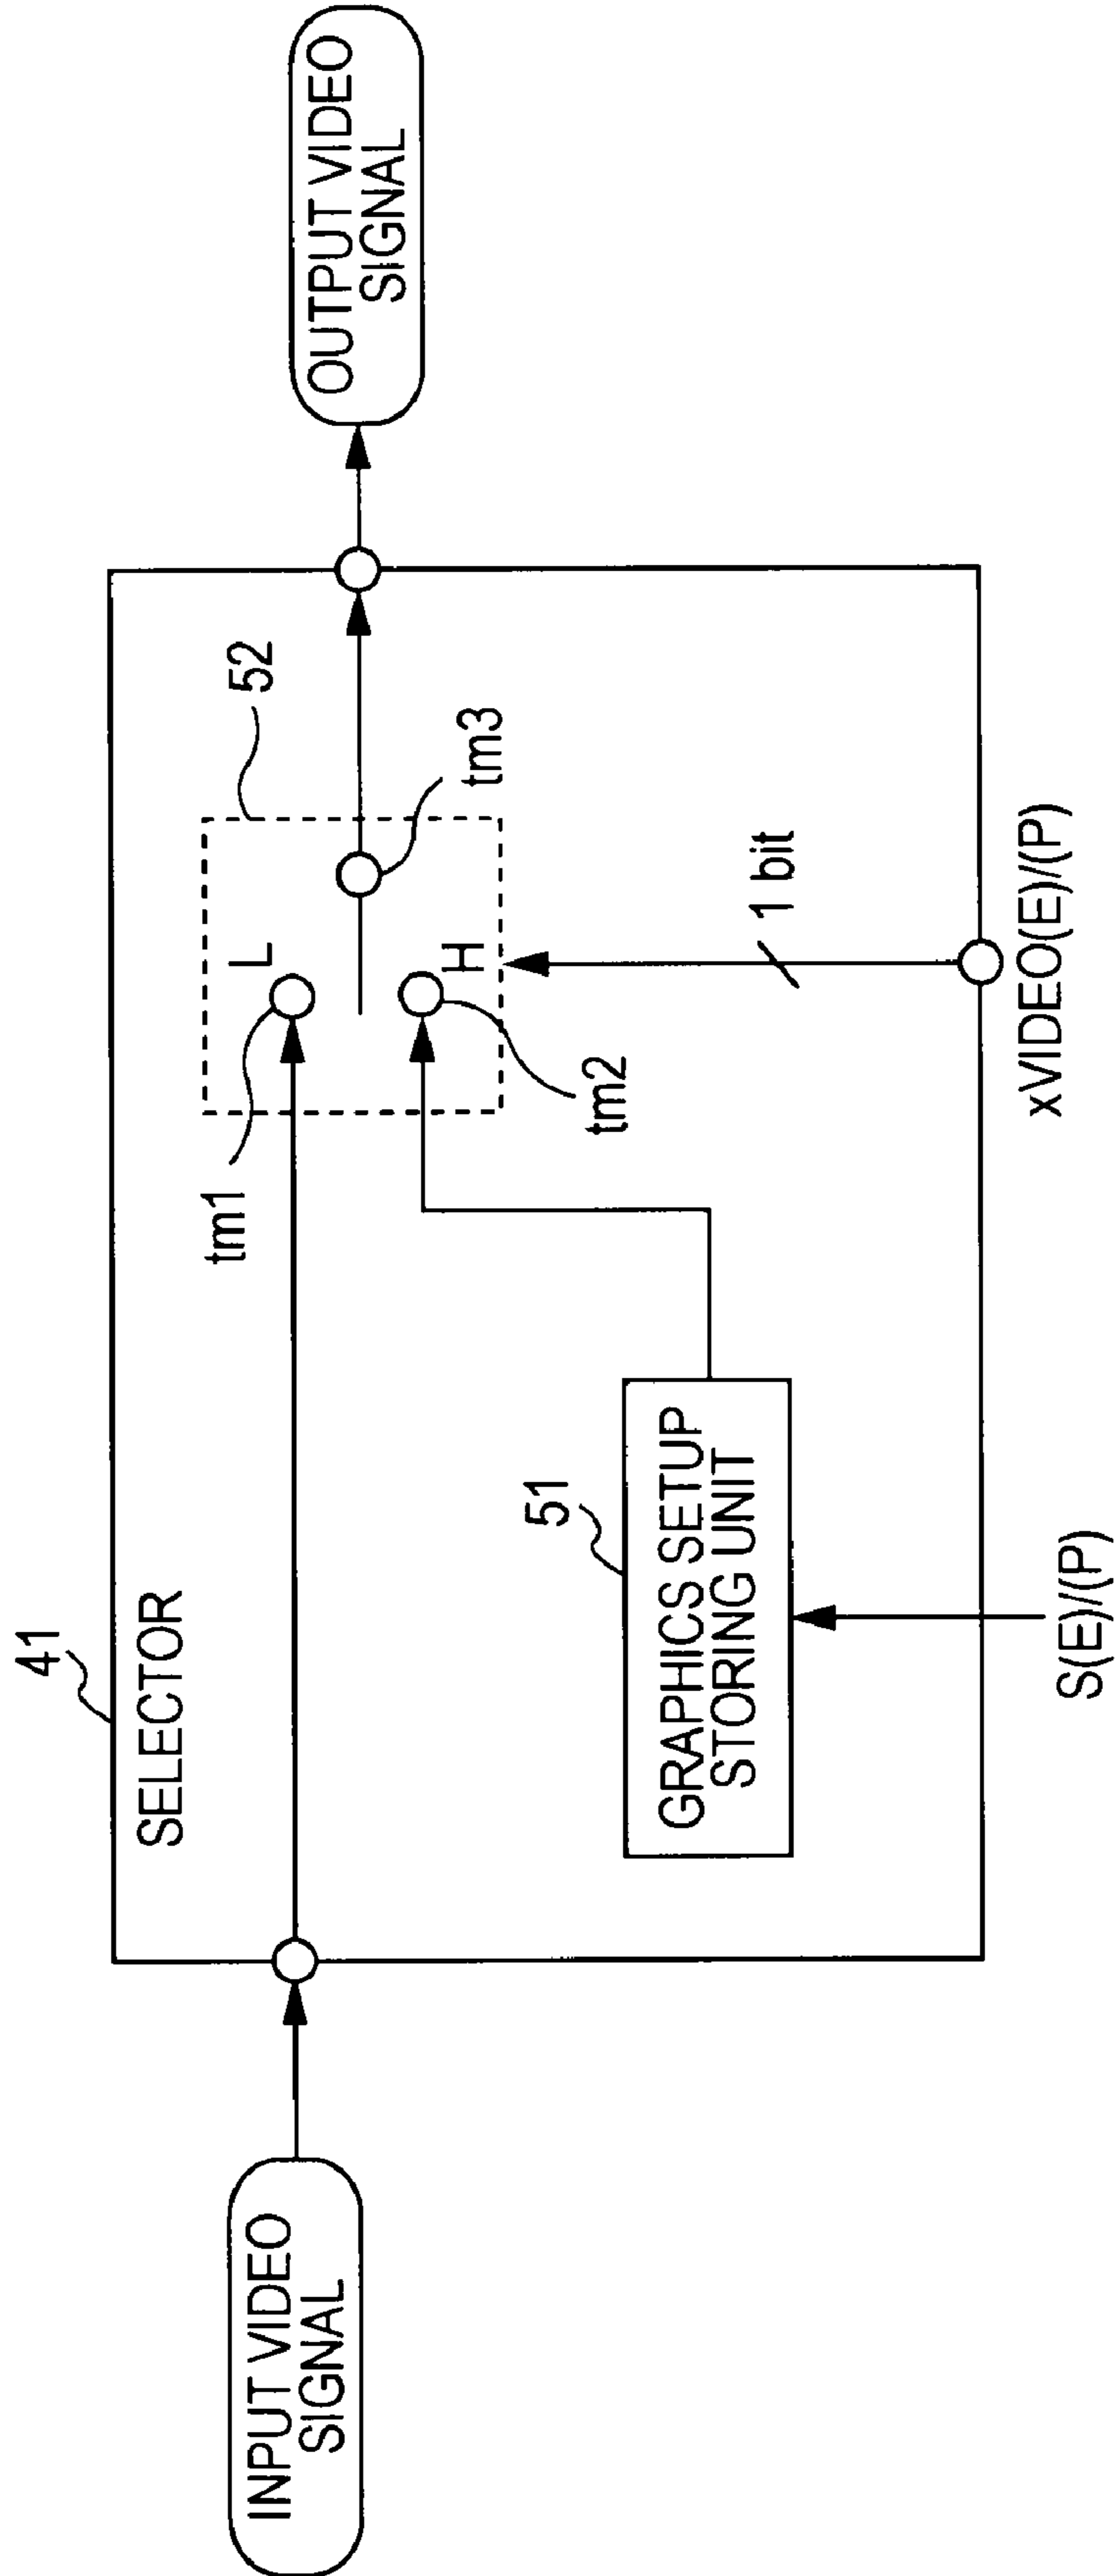 41
SELECTOR
INPUT VIDEO
SIGNAL
tm1
L
52
tm3
H
tm2
OUTPUT VIDEO
SIGNAL
51
GRAPHICS SETUP
STORING UNIT
1 bit
S(E)/(P)
xVIDEO(E)/(P)